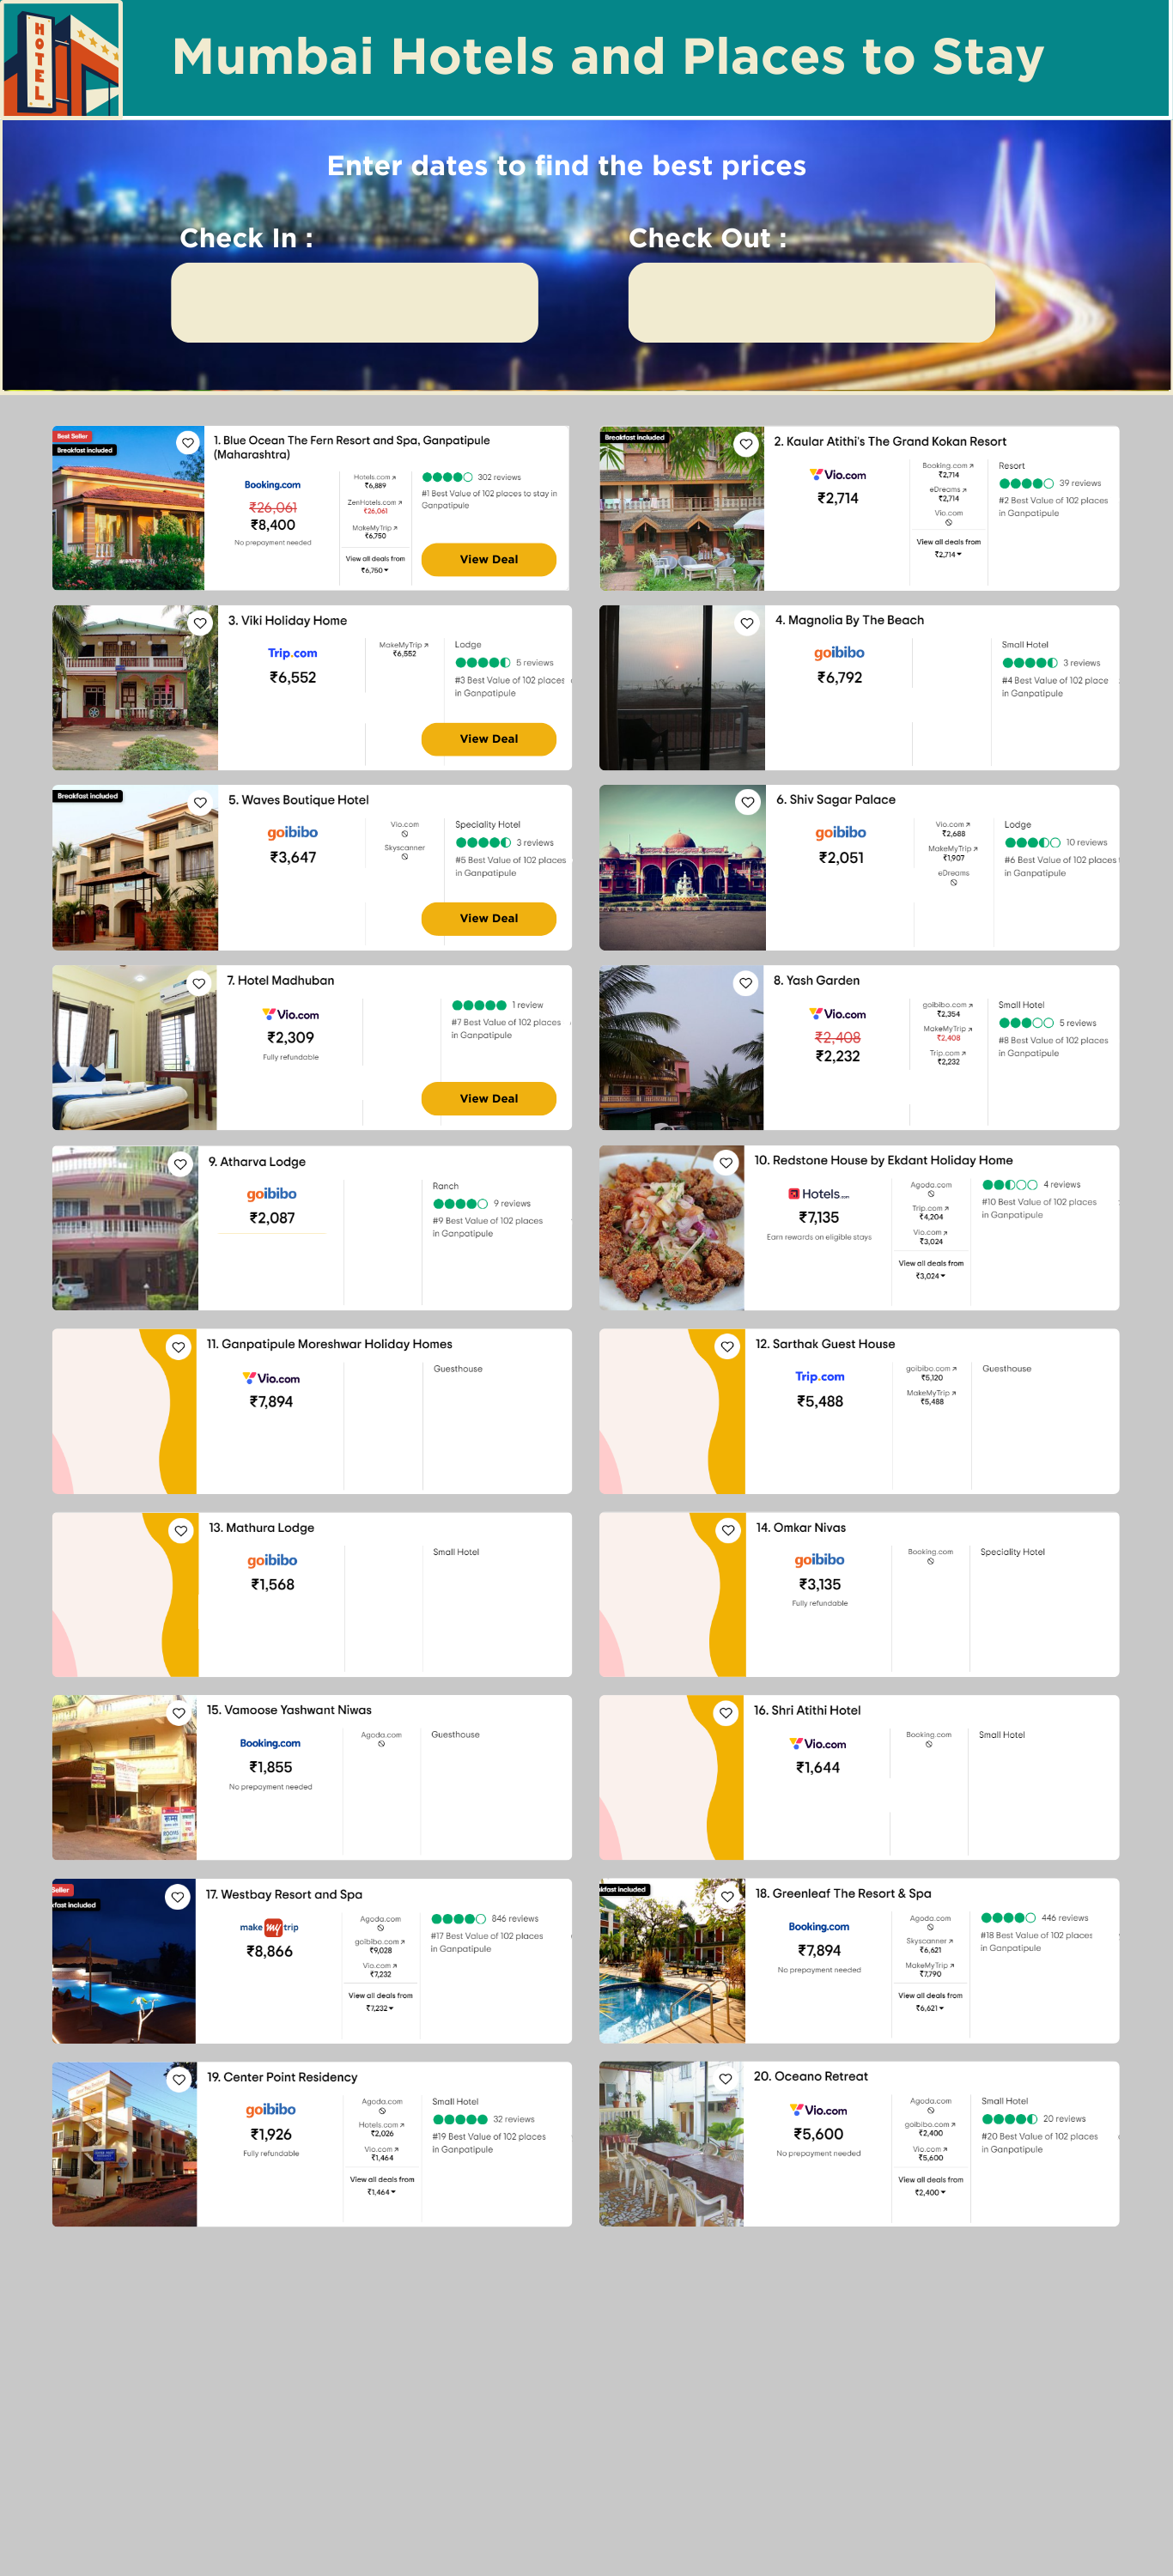 HOTEL
Mumbai Hotels and Places to Stay
Enter dates to find the best prices
Check In :
Check Out :
Best Seller
Breakfast included
1. Blue Ocean The Fern Resort and Spa, Ganpatipule
(Maharashtra)
Booking.com
₹26,061
₹8,400
No prepayment needed
Hotels.com
₹6,889
ZenHotels.com
₹26,061
MakeMyTrip
₹6,750
View all deals from
₹6,750
302 reviews
#1 Best Value of 102 places to stay in
Ganpatipule
View Deal
Breakfast included
2. Kaular Atithi's The Grand Kokan Resort
Vio.com
₹2,714
Booking.com
₹2,714
eDreams
₹2,714
Vio.com
View all deals from
₹2,714
Resort
39 reviews
#2 Best Value of 102 places
in Ganpatipule
3. Viki Holiday Home
Trip.com
₹6,552
MakeMyTrip
₹6,552
Lodge
5 reviews
#3 Best Value of 102 places
in Ganpatipule
View Deal
4. Magnolia By The Beach
goibibo
₹6,792
Small Hotel
3 reviews
#4 Best Value of 102 place
in Ganpatipule
Breakfast included
5. Waves Boutique Hotel
goibibo
₹3,647
Vio.com
Skyscanner
Speciality Hotel
3 reviews
#5 Best Value of 102 places
in Ganpatipule
View Deal
6. Shiv Sagar Palace
goibibo
₹2,051
Vio.com
₹2,688
MakeMyTrip
₹1,907
eDreams
Lodge
10 reviews
#6 Best Value of 102 places
in Ganpatipule
7. Hotel Madhuban
Vio.com
₹2,309
Fully refundable
1 review
#7 Best Value of 102 places
in Ganpatipule
View Deal
8. Yash Garden
Vio.com
₹2,408
₹2,232
goibibo.com
₹2,354
MakeMyTrip
₹2,408
Trip.com
₹2,232
Small Hotel
5 reviews
#8 Best Value of 102 places
in Ganpatipule
9. Atharva Lodge
goibibo
₹2,087
Ranch
9 reviews
#9 Best Value of 102 places
in Ganpatipule
10. Redstone House by Ekdant Holiday Home
Hotels.com
₹7,135
Earn rewards on eligible stays
Agoda.com
Trip.com
₹4,204
Vio.com
₹3,024
View all deals from
₹3,024
4 reviews
#10 Best Value of 102 places
in Ganpatipule
11. Ganpatipule Moreshwar Holiday Homes
Vio.com
₹7,894
Guesthouse
12. Sarthak Guest House
Trip.com
₹5,488
goibibo.com
₹5,120
MakeMyTrip
₹5,488
Guesthouse
13. Mathura Lodge
goibibo
₹1,568
Small Hotel
14. Omkar Nivas
goibibo
₹3,135
Fully refundable
Booking.com
Speciality Hotel
15. Vamoose Yashwant Niwas
Booking.com
₹1,855
No prepayment needed
Agoda.com
Guesthouse
16. Shri Atithi Hotel
Vio.com
₹1,644
Booking.com
Small Hotel
Seller
kfast included
17. Westbay Resort and Spa
make my trip
₹8,866
Agoda.com
goibibo.com
₹9,028
Vio.com
₹7,232
View all deals from
₹7,232
846 reviews
#17 Best Value of 102 places
in Ganpatipule
kfast included
18. Greenleaf The Resort & Spa
Booking.com
₹7,894
No prepayment needed
Agoda.com
Skyscanner
₹6,621
MakeMyTrip
₹7,790
View all deals from
₹6,621
446 reviews
#18 Best Value of 102 places
in Ganpatipule
19. Center Point Residency
goibibo
₹1,926
Fully refundable
Agoda.com
Hotels.com
₹2,026
Vio.com
₹1,464
View all deals from
₹1,464
Small Hotel
32 reviews
#19 Best Value of 102 places
in Ganpatipule
20. Oceano Retreat
Vio.com
₹5,600
No prepayment needed
Agoda.com
goibibo.com
₹2,400
Vio.com
₹5,600
View all deals from
₹2,400
Small Hotel
20 reviews
#20 Best Value of 102 places
in Ganpatipule